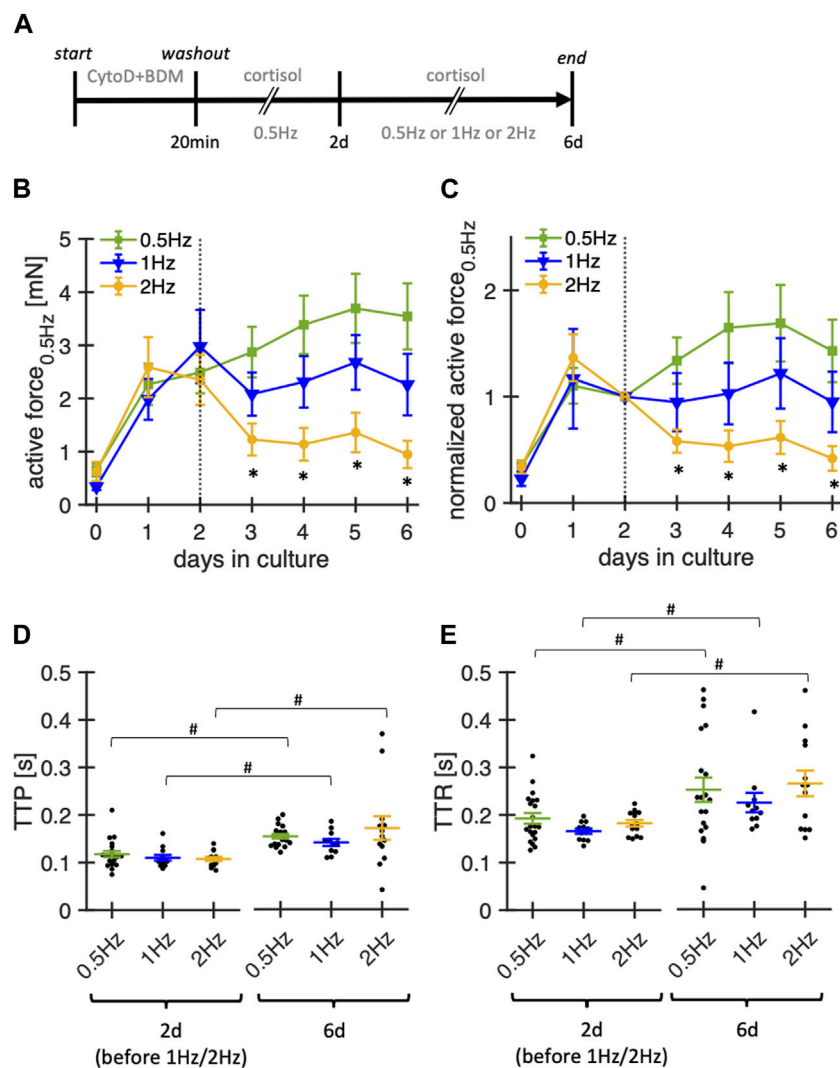 A
start washout end
CytoD+BDM cortisol cortisol
0.5Hz 0.5Hz or 1Hz or 2Hz
20min 2d 6d
B
0.5Hz
1Hz
2Hz
active force0.5Hz [mN]
5
4
3
2
1
0
* * * *
0 1 2 3 4 5 6
days in culture
C
0.5Hz
1Hz
2Hz
normalized active force0.5Hz
2
1
0
* * * *
0 1 2 3 4 5 6
days in culture
D
# # #
TTP [s]
0.5
0.4
0.3
0.2
0.1
0
0.5Hz 1Hz 2Hz 0.5Hz 1Hz 2Hz
2d 6d
(before 1Hz/2Hz)
E
# # #
TTR [s]
0.5
0.4
0.3
0.2
0.1
0
0.5Hz 1Hz 2Hz 0.5Hz 1Hz 2Hz
2d 6d
(before 1Hz/2Hz)